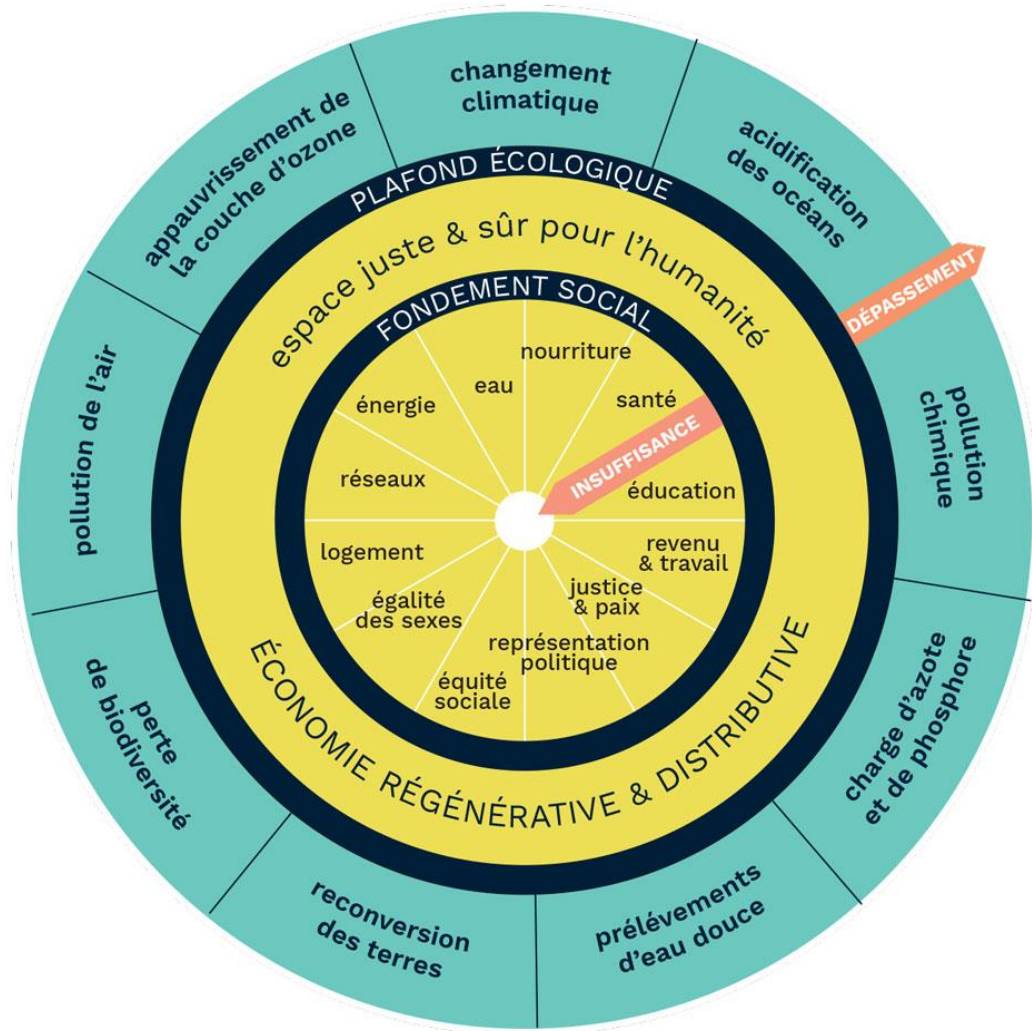 changement
climatique
acidification
des océans
pollution
chimique
charge d'azote
et de phosphore
prélévements
d'eau douce
reconversion
des terres
perte
de biodiversité
pollution de l'air
appauvrissement de
la couche d'ozone
DÉPASSEMENT
PLAFOND ÉCOLOGIQUE
espace juste & sûr pour l'humanité
FONDEMENT SOCIAL
nourriture
santé
INSUFFISANCE
éducation
revenu
& travail
justice
& paix
représentation
politique
équité
sociale
égalité
des sexes
logement
réseaux
énergie
eau
ÉCONOMIE RÉGÉNÉRATIVE & DISTRIBUTIVE